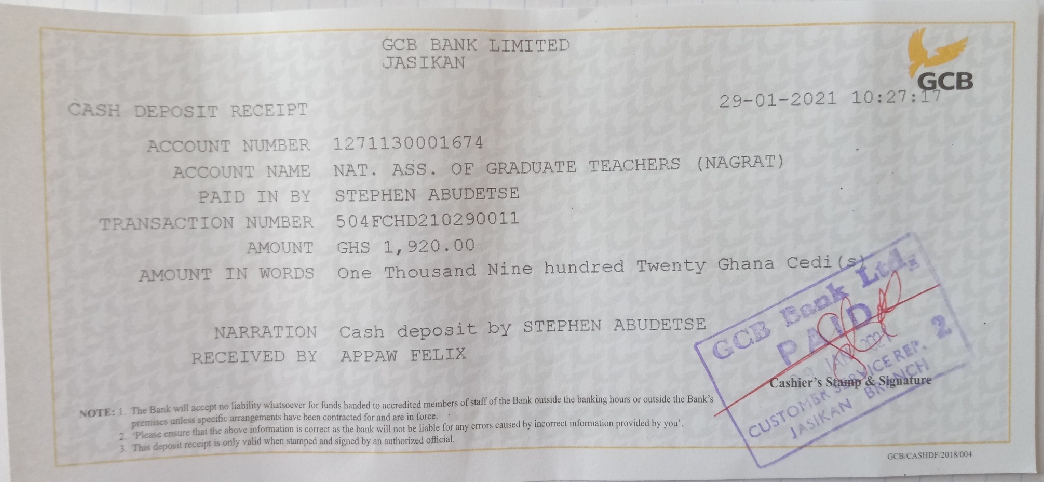 GCB BANK LIMITED
JASIKAN
GCB
29-01-2021 10:27:17
CASH DEPOSIT RECEIPT
ACCOUNT NUMBER 1271130001674
ACCOUNT NAME NAT. ASS. OF GRADUATE TEACHERS (NAGRAT)
PAID IN BY STEPHEN ABUDETSE
TRANSACTION NUMBER 504FCHD210290011
AMOUNT GHS 1,920.00
AMOUNT IN WORDS One Thousand Nine hundred Twenty Ghana Cedi(s)
NARRATION Cash deposit by STEPHEN ABUDETSE
RECEIVED BY APPAW FELIX
GCB Bank Ltd.
PAID
JAN 2021
CUSTOMER SERVICE REP. 2
JASIKAN BRANCH
Cashier's Stamp & Signature
NOTE: 1. The Bank will accept no liability whatsoever for funds handed to accredited members of staff of the Bank outside the banking hours or outside the Bank's
premises unless specific arrangements have been contracted for and are in force.
2. 'Please ensure that the above information is correct as the bank will not be liable for any errors caused by incorrect information provided by you'.
3. This deposit receipt is only valid when stamped and signed by an authorized official.
GCB/CASHDF/2018/004